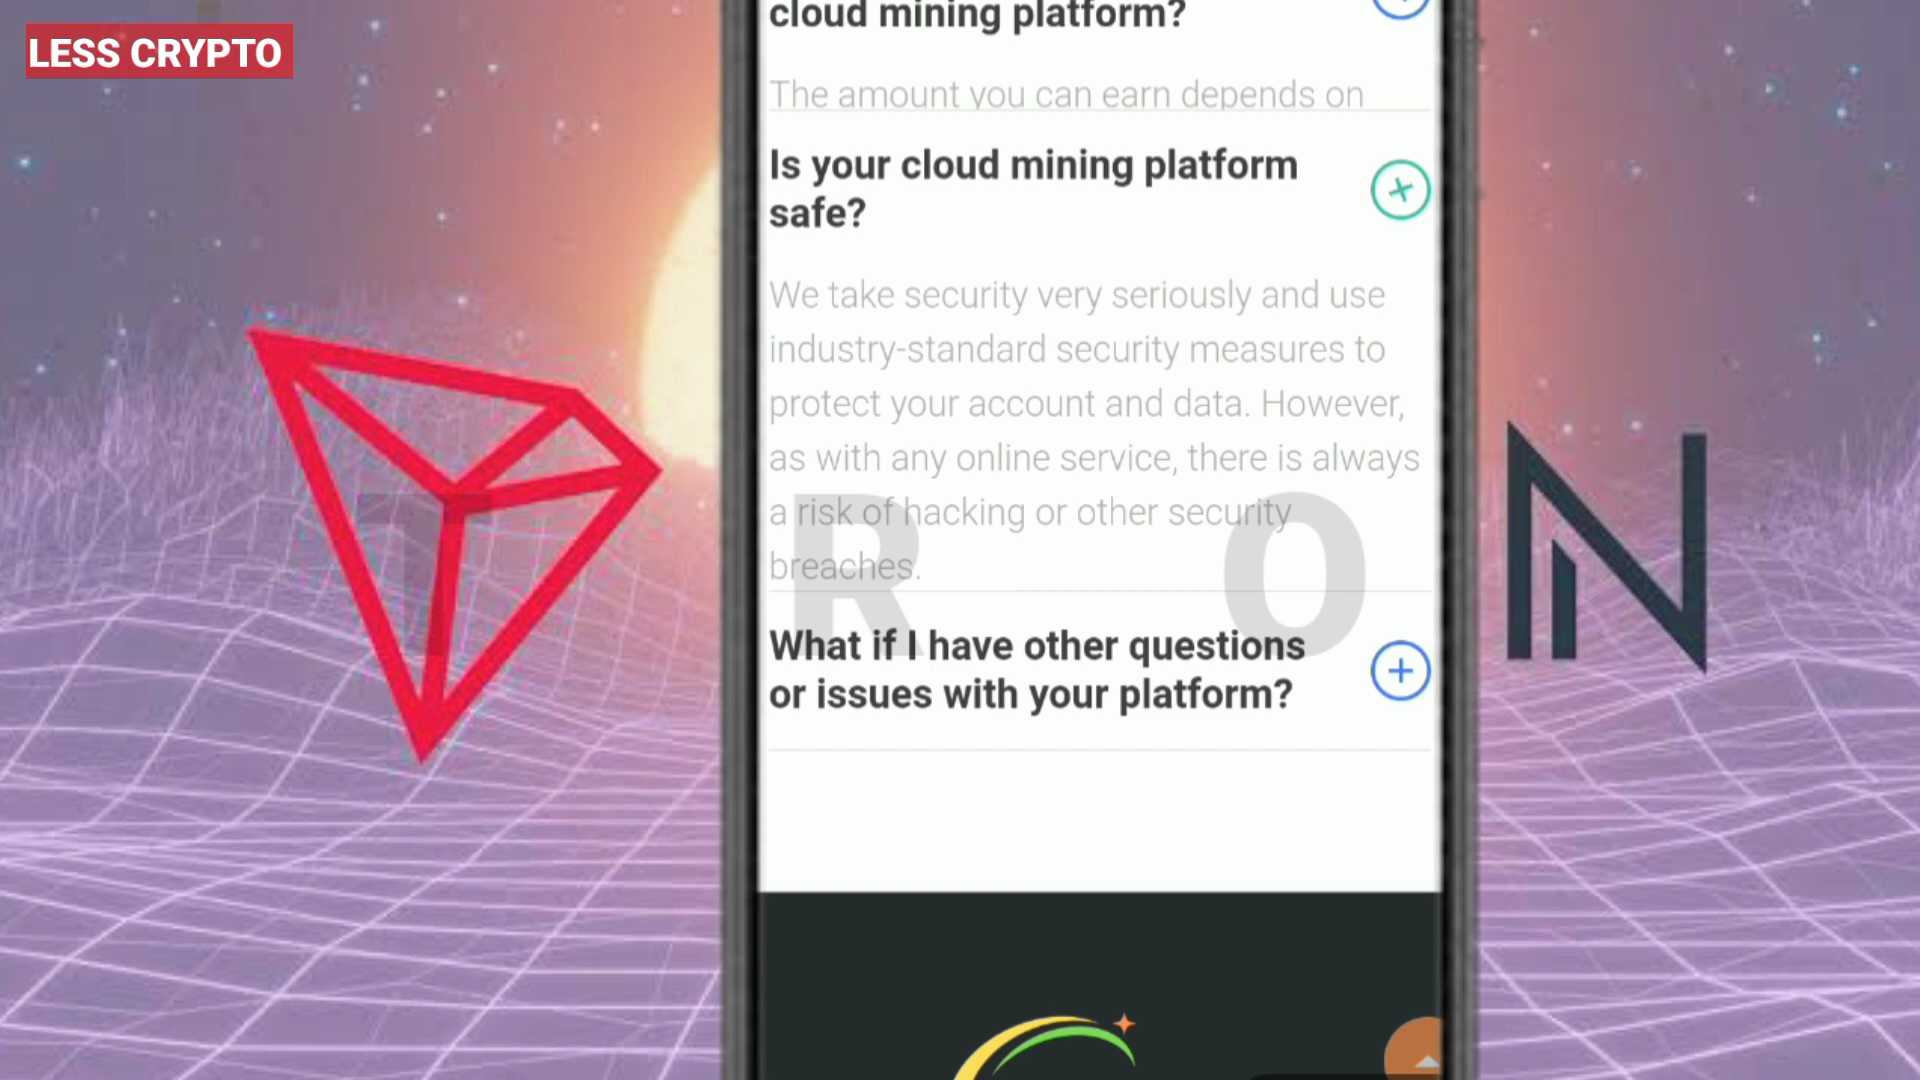 LESS CRYPTO
cloud mining platform?
The amount you can earn depends on
Is your cloud mining platform
safe?
We take security very seriously and use
industry-standard security measures to
protect your account and data. However,
as with any online service, there is always
a risk of hacking or other security
breaches.
T R O N
What if I have other questions
or issues with your platform?